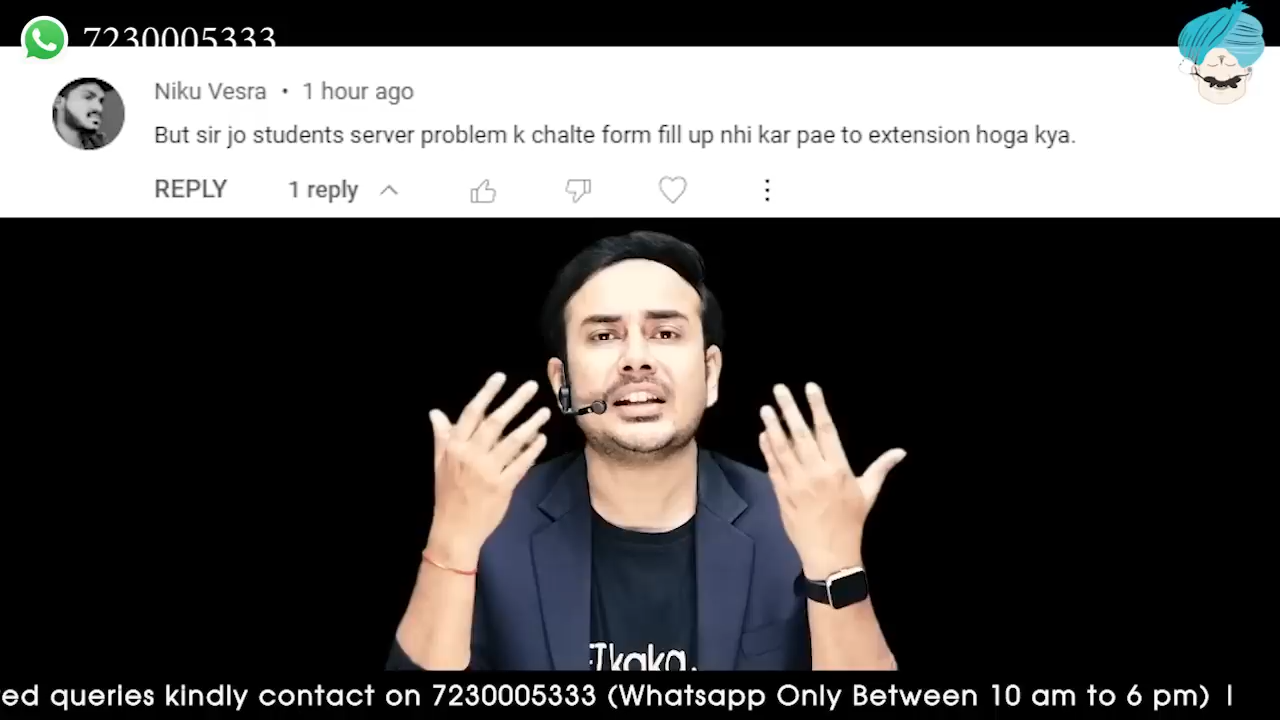 7230005333
Niku Vesra • 1 hour ago
But sir jo students server problem k chalte form fill up nhi kar pae to extension hoga kya.
REPLY 1 reply
kaka.
queries kindly contact on 7230005333 (Whatsapp Only Between 10 am to 6 pm) |